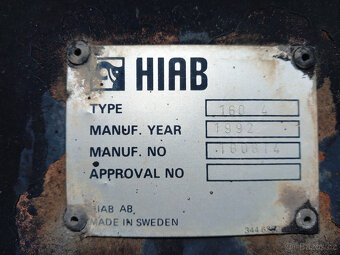 HIAB
TYPE 160 4
MANUF. YEAR 1992
MANUF. NO
APPROVAL NO
HIAB AB
MADE IN SWEDEN